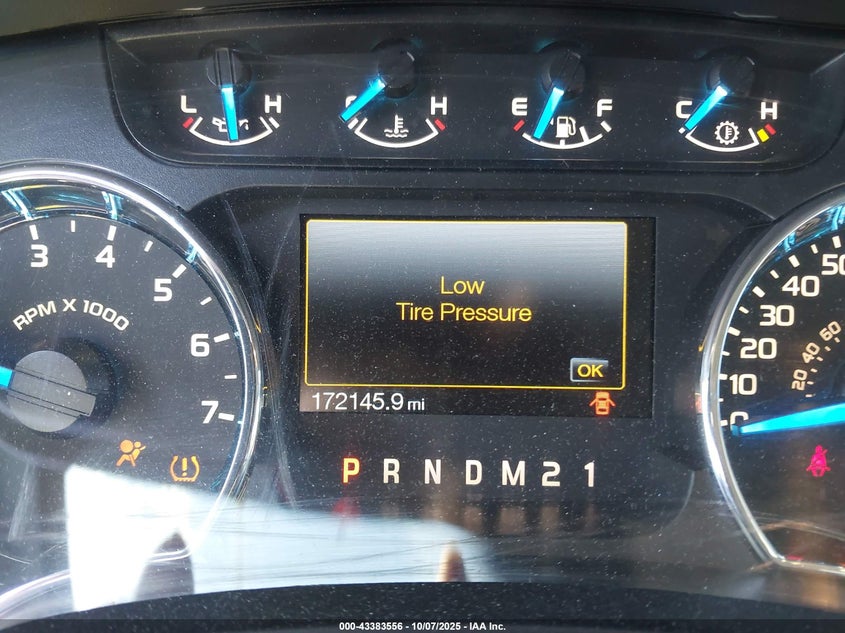 L H
C H
E F
C H
3 4 5 6 7
RPM X 1000
Low
Tire Pressure
OK
172145.9 mi
P R N D M 2 1
50
40
30
20
10
0
60
40
20
000-43383556 - 10/07/2025 - IAA Inc.